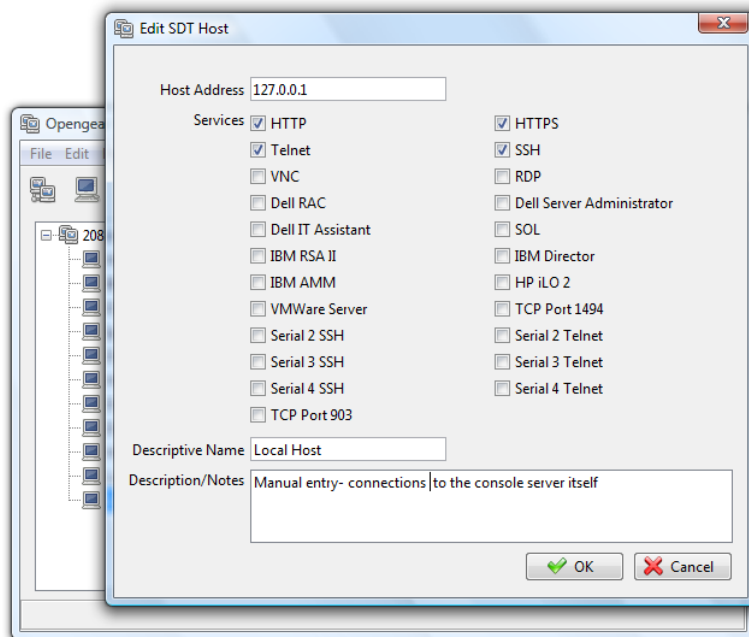 Edit SDT Host
Host Address 127.0.0.1
Services HTTP HTTPS
Telnet SSH
VNC RDP
Dell RAC Dell Server Administrator
Dell IT Assistant SOL
IBM RSA II IBM Director
IBM AMM HP iLO 2
VMWare Server TCP Port 1494
Serial 2 SSH Serial 2 Telnet
Serial 3 SSH Serial 3 Telnet
Serial 4 SSH Serial 4 Telnet
TCP Port 903
Descriptive Name Local Host
Description/Notes Manual entry- connections to the console server itself
OK Cancel
Opengea
File Edit
208